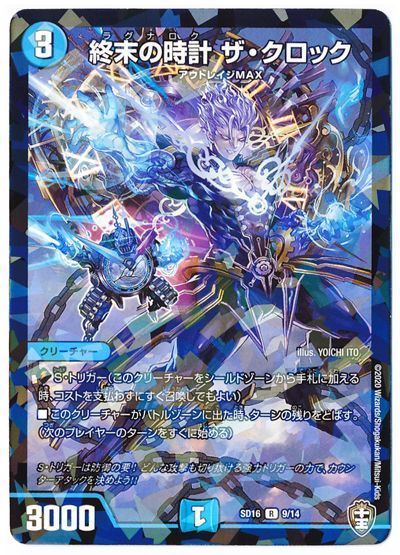 3
ラグナロク
終末の時計 ザ・クロック
アウトレイジMAX
クリーチャー
illus. YOICHI ITO
S・トリガー(このクリーチャーをシールドゾーンから手札に加える
時、コストを支払わずにすぐ召喚してもよい)
■このクリーチャーがバトルゾーンに出た時、ターンの残りをとばす。
(次のプレイヤーのターンをすぐに始める)
S・トリガーは防御の要!どんな攻撃も切り抜ける強力トリガーの力で、カウン
ターアタックを決めよう!!
©2020 Wizards/Shogakukan/Mitsui-Kids
3000
1
SD16 R 9/14